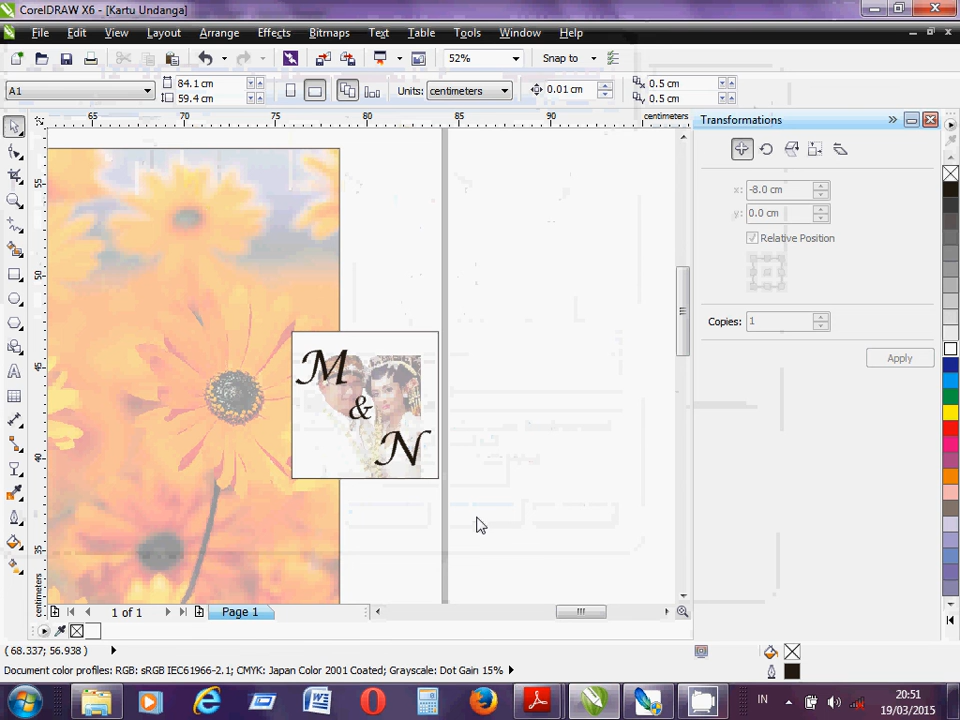 CorelDRAW X6 - [Kartu Undanga]
File Edit View Layout Arrange Effects Bitmaps Text Table Tools Window Help
52% Snap to
A1 84.1 cm 59.4 cm Units: centimeters 0.01 cm 0.5 cm 0.5 cm
65 70 75 80 85 90 centimeters
Transformations
55
x: -8.0 cm
y: 0.0 cm
Relative Position
50
Copies: 1
45
Apply
M
&
N
40
35
centimeters
1 of 1 Page 1
( 68.337; 56.938 )
Document color profiles: RGB: sRGB IEC61966-2.1; CMYK: Japan Color 2001 Coated; Grayscale: Dot Gain 15%
IN 20:51
19/03/2015